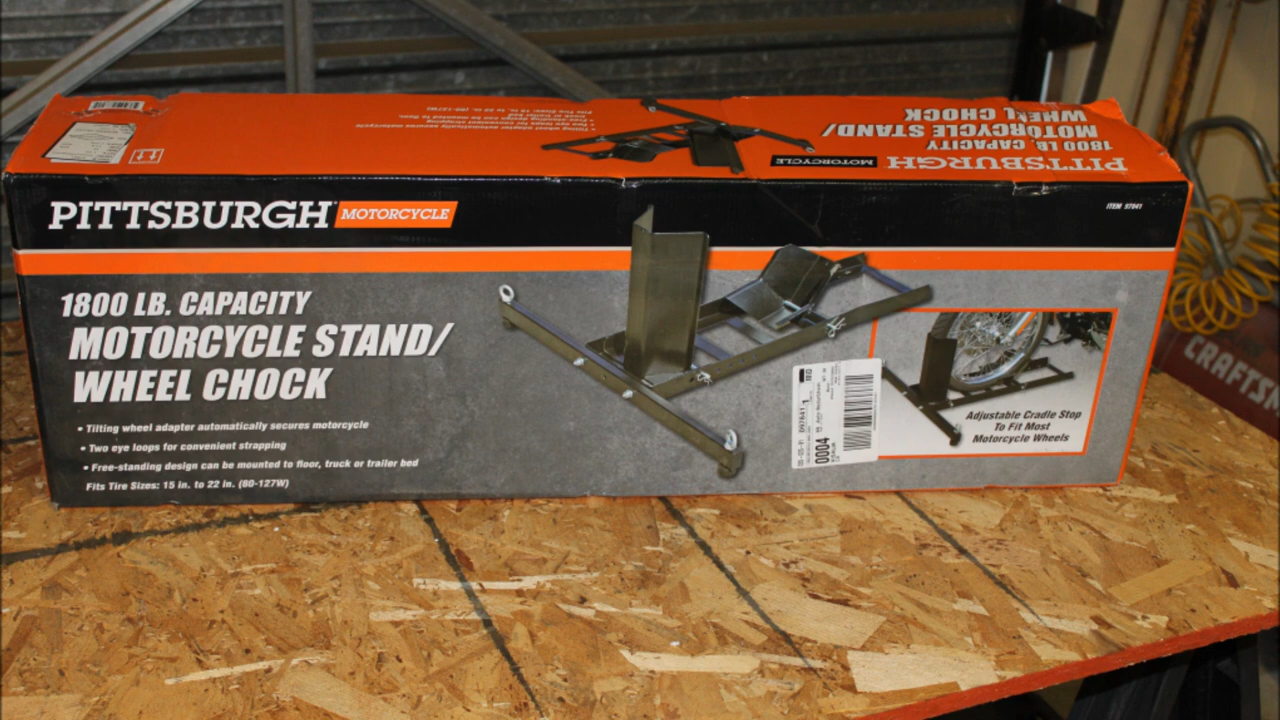 PITTSBURGH
MOTORCYCLE
1800 LB. CAPACITY
MOTORCYCLE STAND/
WHEEL CHOCK
PITTSBURGH MOTORCYCLE
ITEM 97841
1800 LB. CAPACITY
MOTORCYCLE STAND/
WHEEL CHOCK
• Tilting wheel adapter automatically secures motorcycle
• Two eye loops for convenient strapping
• Free-standing design can be mounted to floor, truck or trailer bed
Fits Tire Sizes: 15 in. to 22 in. (80-127W)
0004
Adjustable Cradle Stop
To Fit Most
Motorcycle Wheels
CRAFTSM